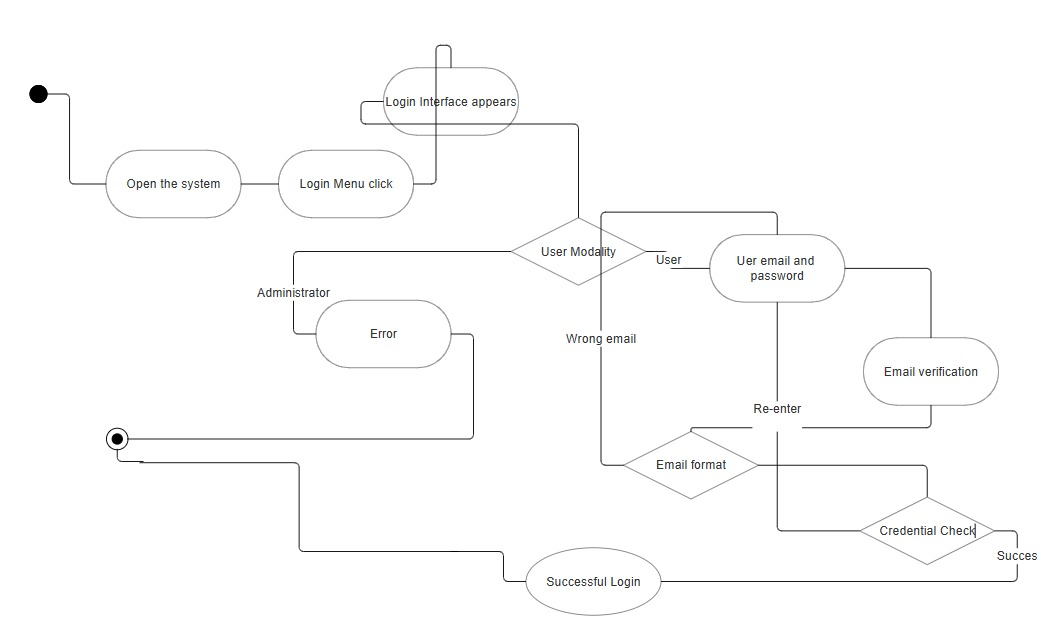 Login Interface appears
Open the system
Login Menu click
User Modality
User
Uer email and
password
Administrator
Error
Wrong email
Email verification
Re-enter
Email format
Credential Check
Succes
Successful Login